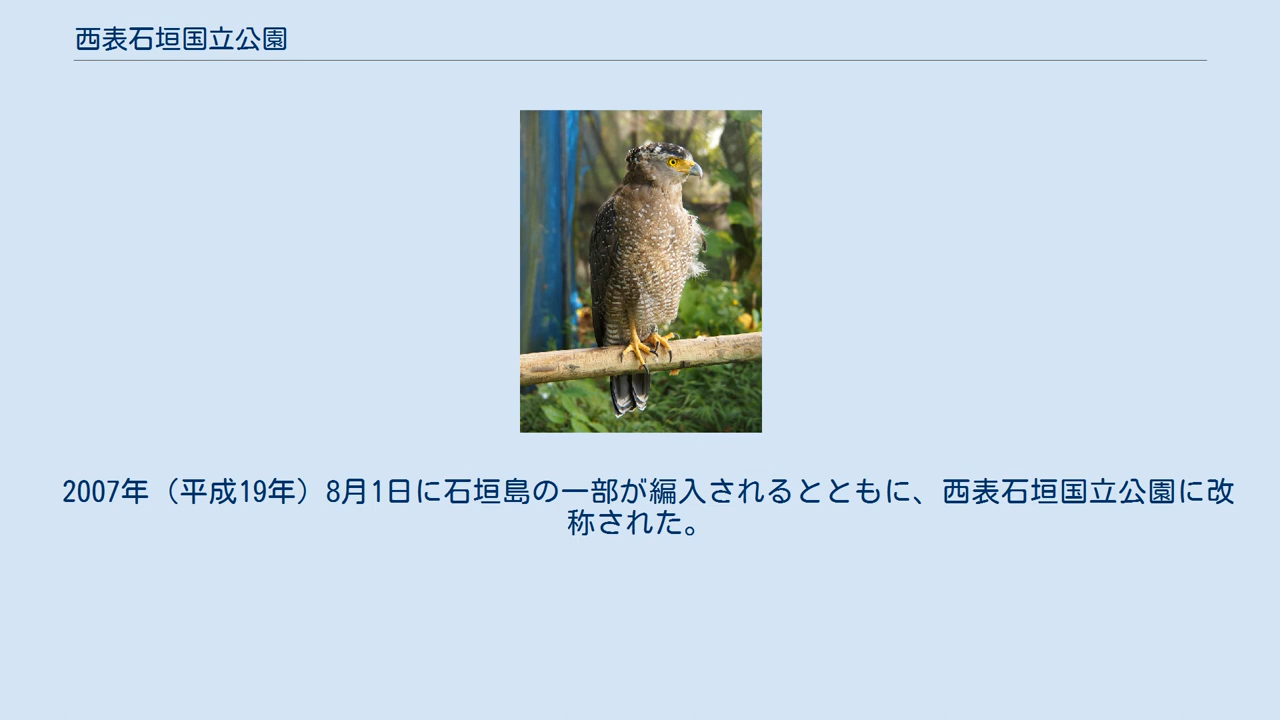 西表石垣国立公園
2007年（平成19年）8月1日に石垣島の一部が編入されるとともに、西表石垣国立公園に改
称された。